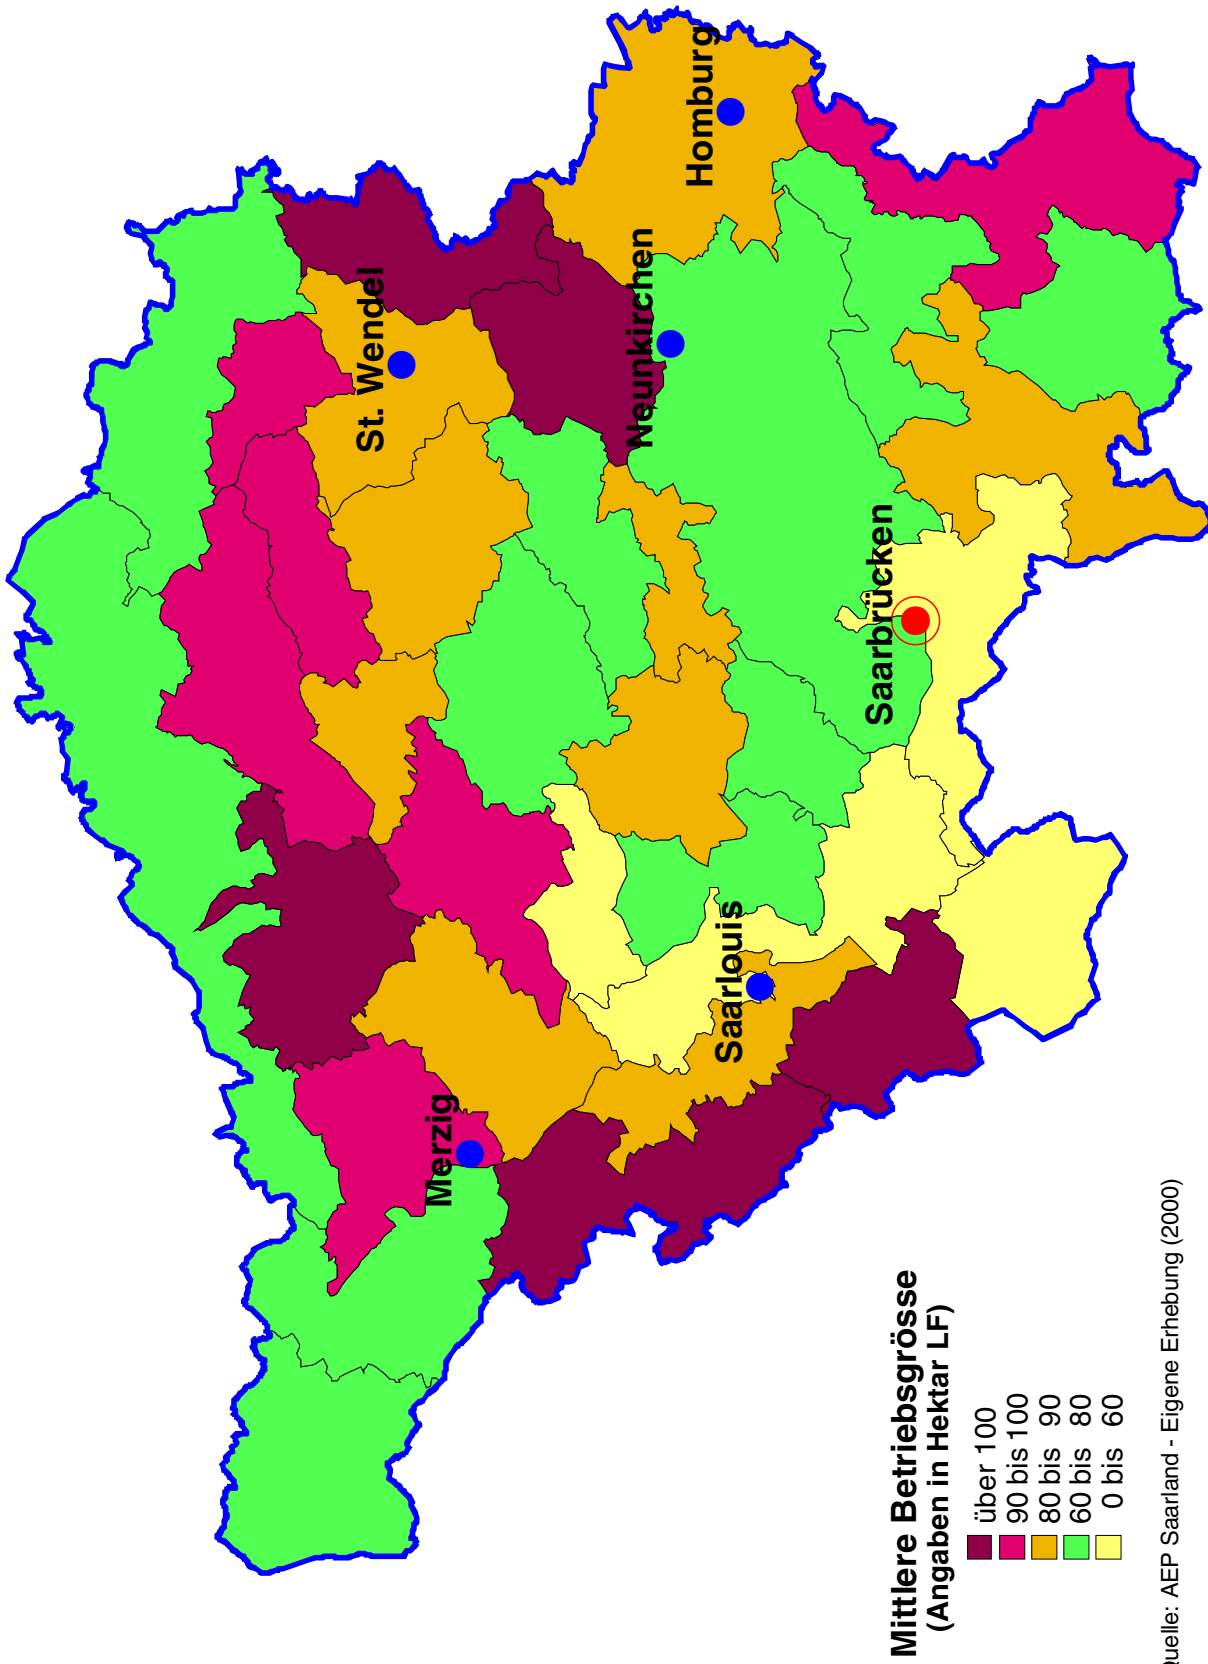 Homburg
St. Wendel
Neunkirchen
Saarbrücken
Saarlouis
Merzig
Mittlere Betriebsgrösse
(Angaben in Hektar LF)
über 100
90 bis 100
80 bis 90
60 bis 80
0 bis 60
uelle: AEP Saarland - Eigene Erhebung (2000)